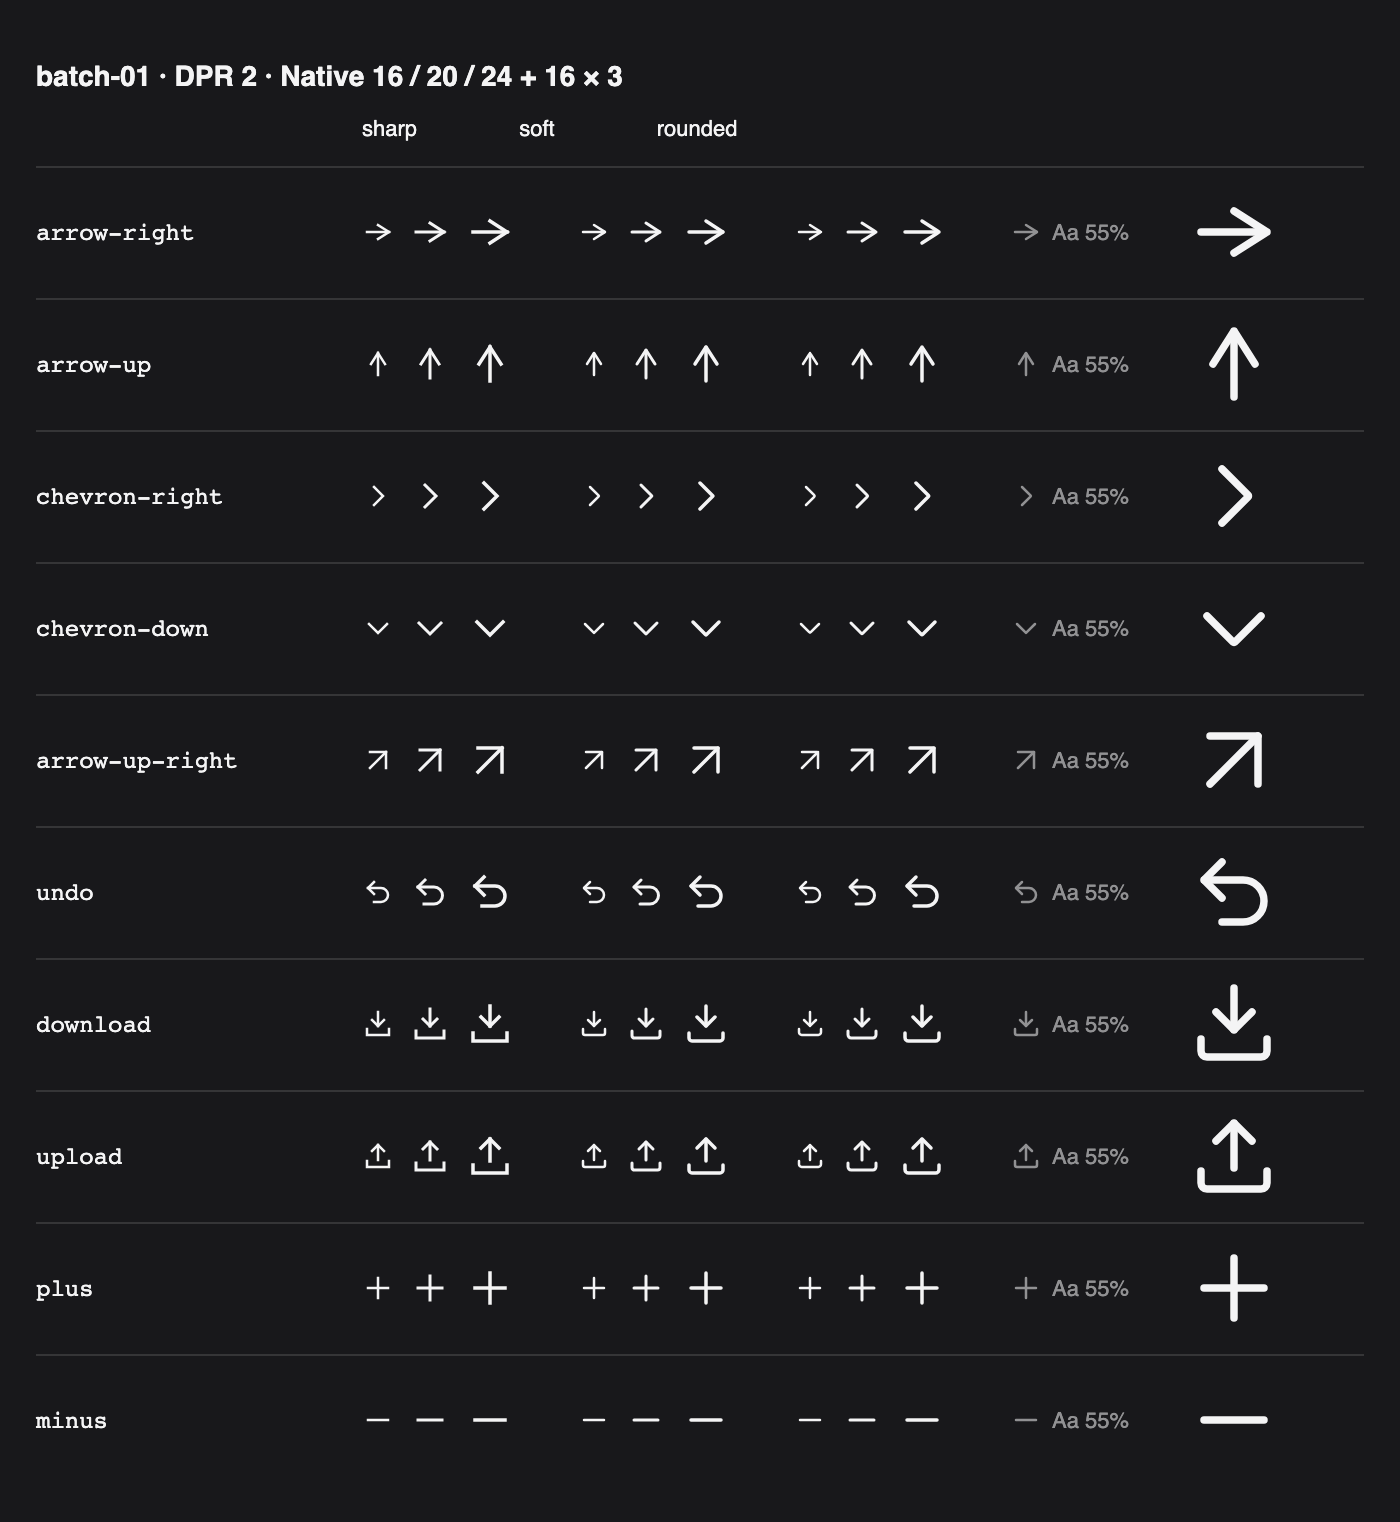 batch-01 · DPR 2 · Native 16 / 20 / 24 + 16 × 3
sharp soft rounded
arrow-right Aa 55%
arrow-up Aa 55%
chevron-right Aa 55%
chevron-down Aa 55%
arrow-up-right Aa 55%
undo Aa 55%
download Aa 55%
upload Aa 55%
plus Aa 55%
minus Aa 55%